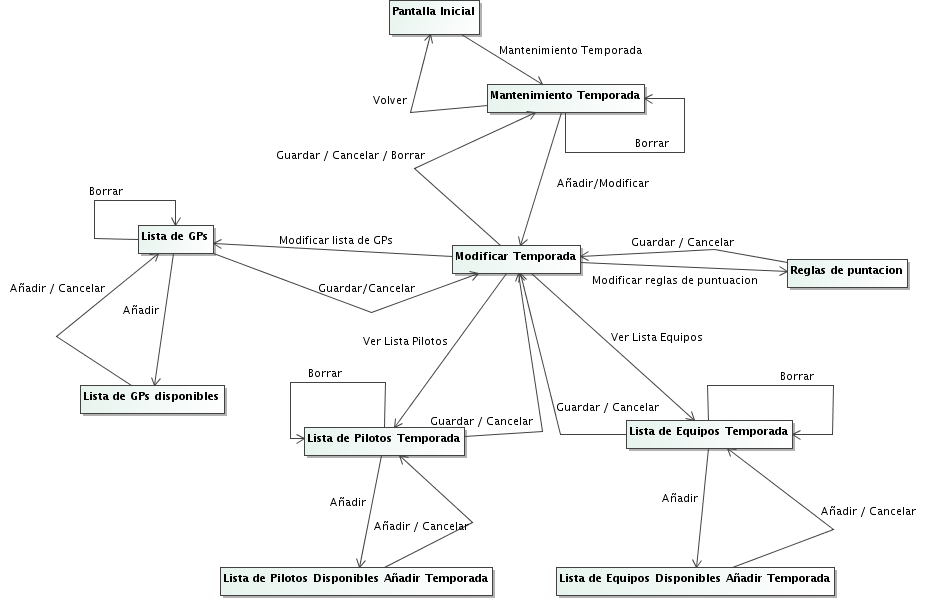 Pantalla Inicial
Mantenimiento Temporada
Volver
Mantenimiento Temporada
Borrar
Guardar / Cancelar / Borrar
Añadir/Modificar
Borrar
Lista de GPs
Modificar lista de GPs
Modificar Temporada
Guardar / Cancelar
Reglas de puntacion
Modificar reglas de puntuacion
Añadir / Cancelar
Añadir
Guardar/Cancelar
Ver Lista Pilotos
Ver Lista Equipos
Lista de GPs disponibles
Borrar
Borrar
Guardar / Cancelar
Guardar / Cancelar
Lista de Pilotos Temporada
Lista de Equipos Temporada
Añadir
Añadir / Cancelar
Añadir
Añadir / Cancelar
Lista de Pilotos Disponibles Añadir Temporada
Lista de Equipos Disponibles Añadir Temporada